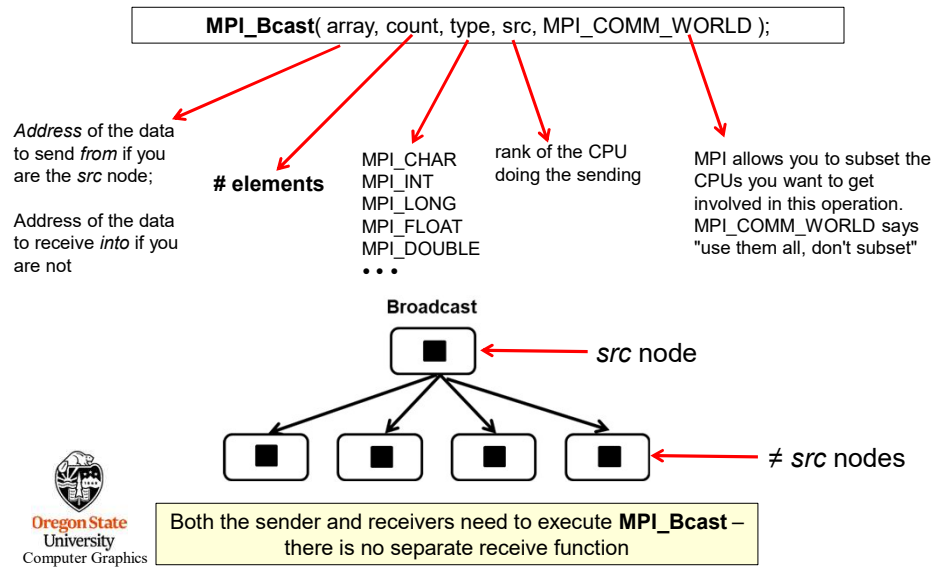 MPI_Bcast( array, count, type, src, MPI_COMM_WORLD );
Address of the data
to send from if you
are the src node;
Address of the data
to receive into if you
are not
# elements
MPI_CHAR
MPI_INT
MPI_LONG
MPI_FLOAT
MPI_DOUBLE
• • •
rank of the CPU
doing the sending
MPI allows you to subset the
CPUs you want to get
involved in this operation.
MPI_COMM_WORLD says
"use them all, don't subset"
Broadcast
src node
≠ src nodes
Oregon State
University
Computer Graphics
Both the sender and receivers need to execute MPI_Bcast –
there is no separate receive function